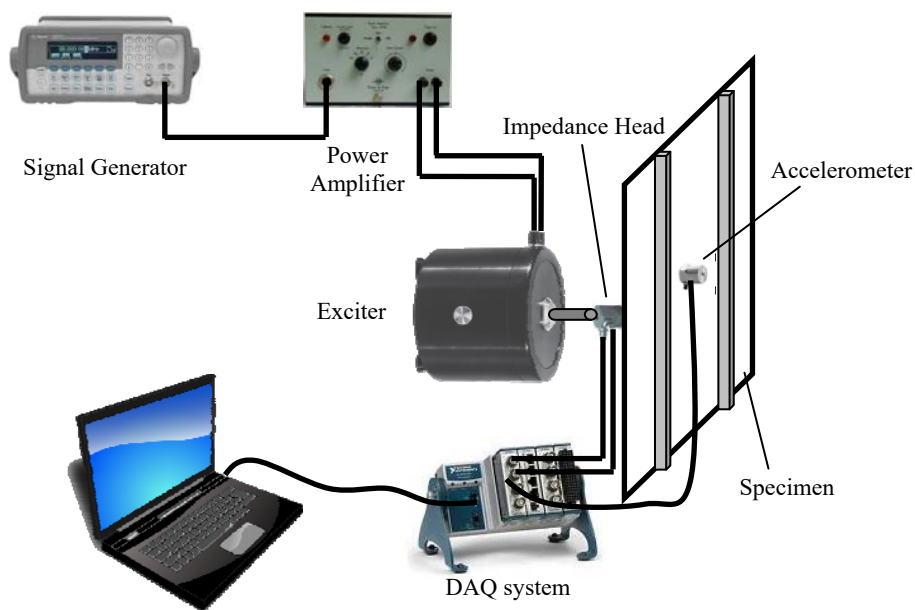 Signal Generator
Power
Amplifier
Impedance Head
Accelerometer
Exciter
Specimen
DAQ system